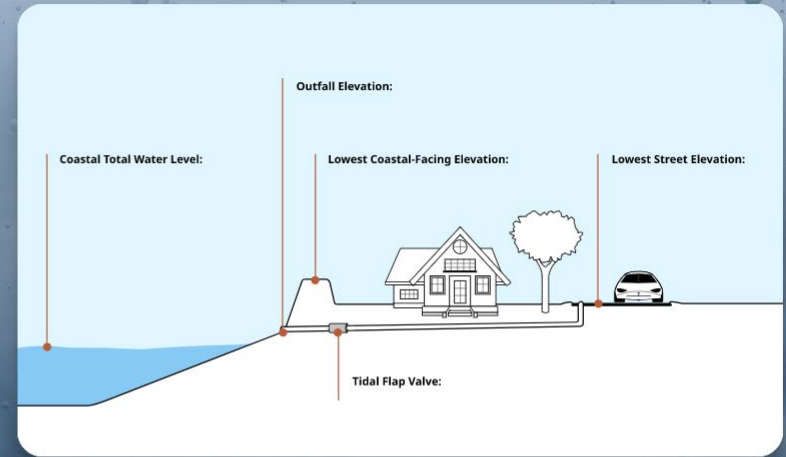 Outfall Elevation:
Coastal Total Water Level:
Lowest Coastal-Facing Elevation:
Lowest Street Elevation:
Tidal Flap Valve: